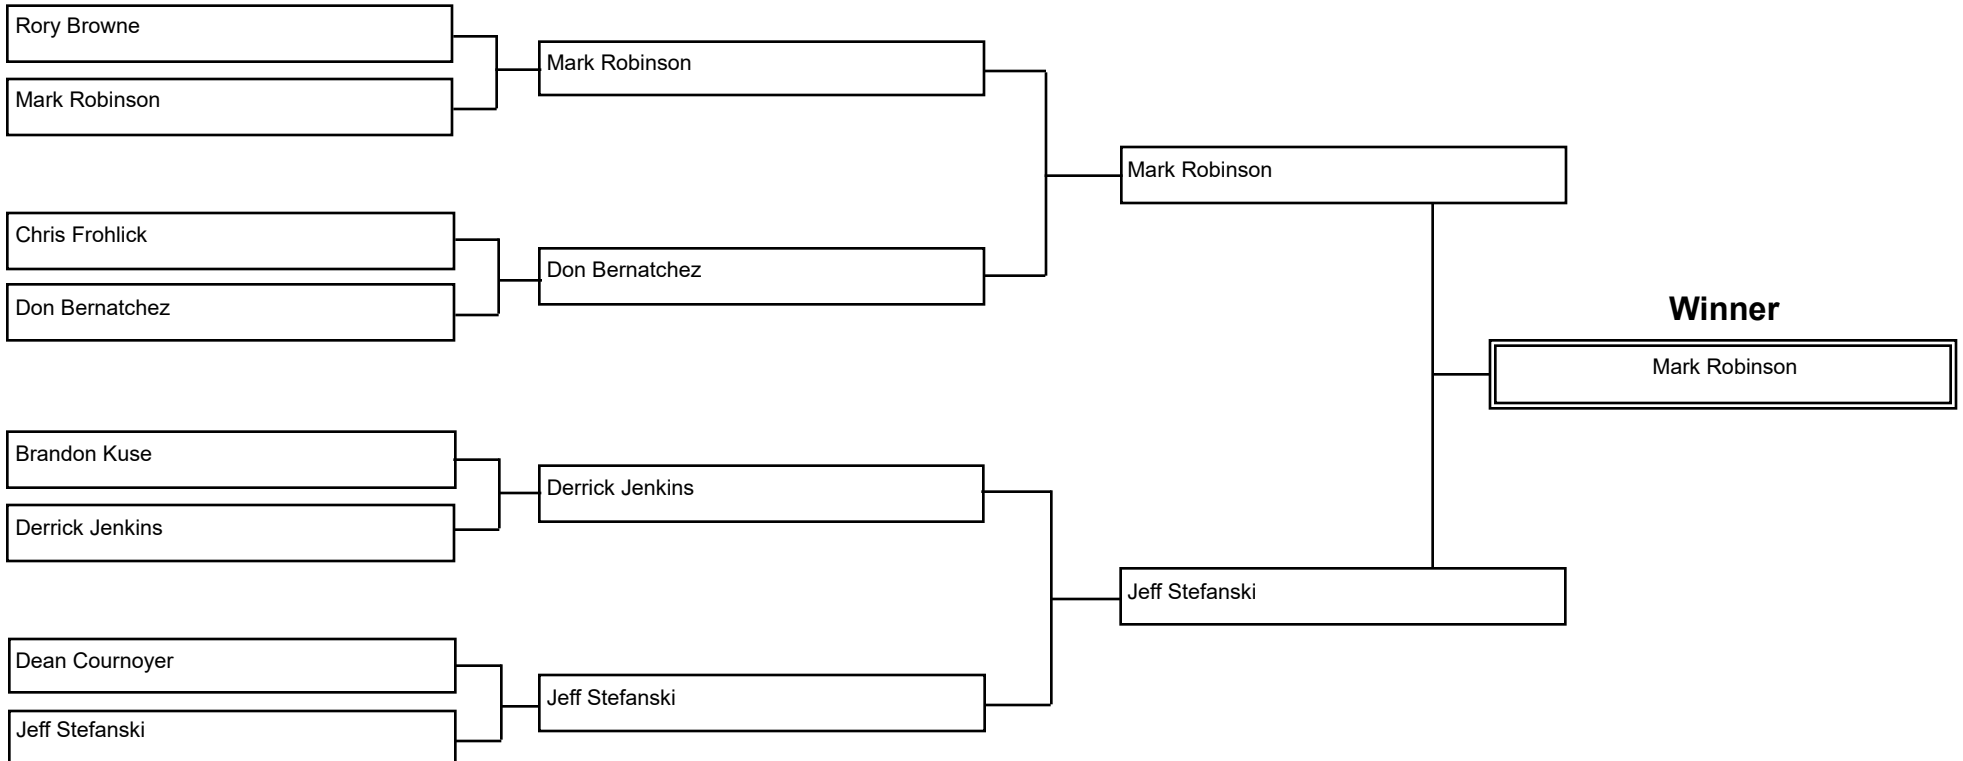 Rory Browne
Mark Robinson
Mark Robinson
Chris Frohlick
Don Bernatchez
Don Bernatchez
Mark Robinson
Brandon Kuse
Derrick Jenkins
Derrick Jenkins
Dean Cournoyer
Jeff Stefanski
Jeff Stefanski
Jeff Stefanski
Winner
Mark Robinson